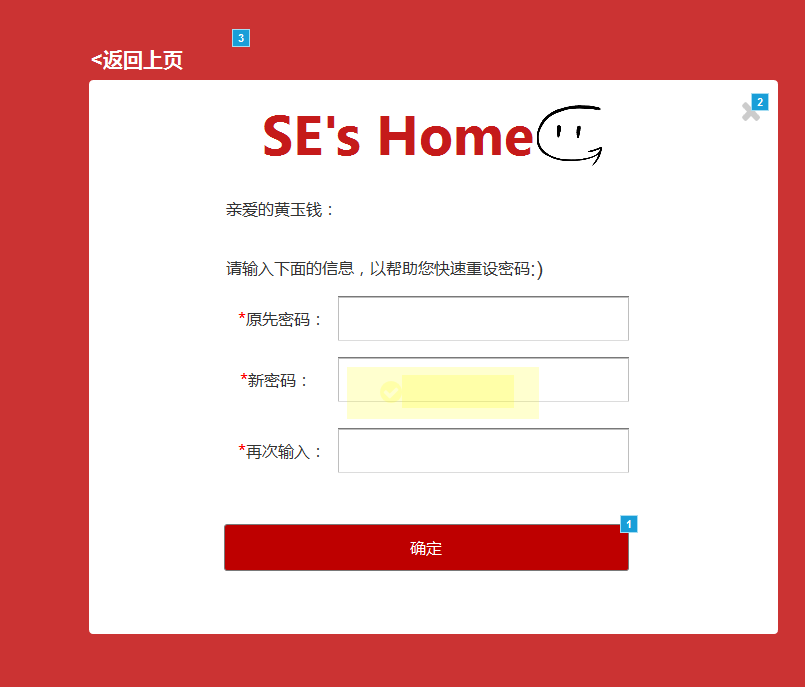 3
<返回上页
2
SE's Home
亲爱的黄玉钱：
请输入下面的信息，以帮助您快速重设密码:)
*原先密码：
*新密码：
*再次输入：
1
确定